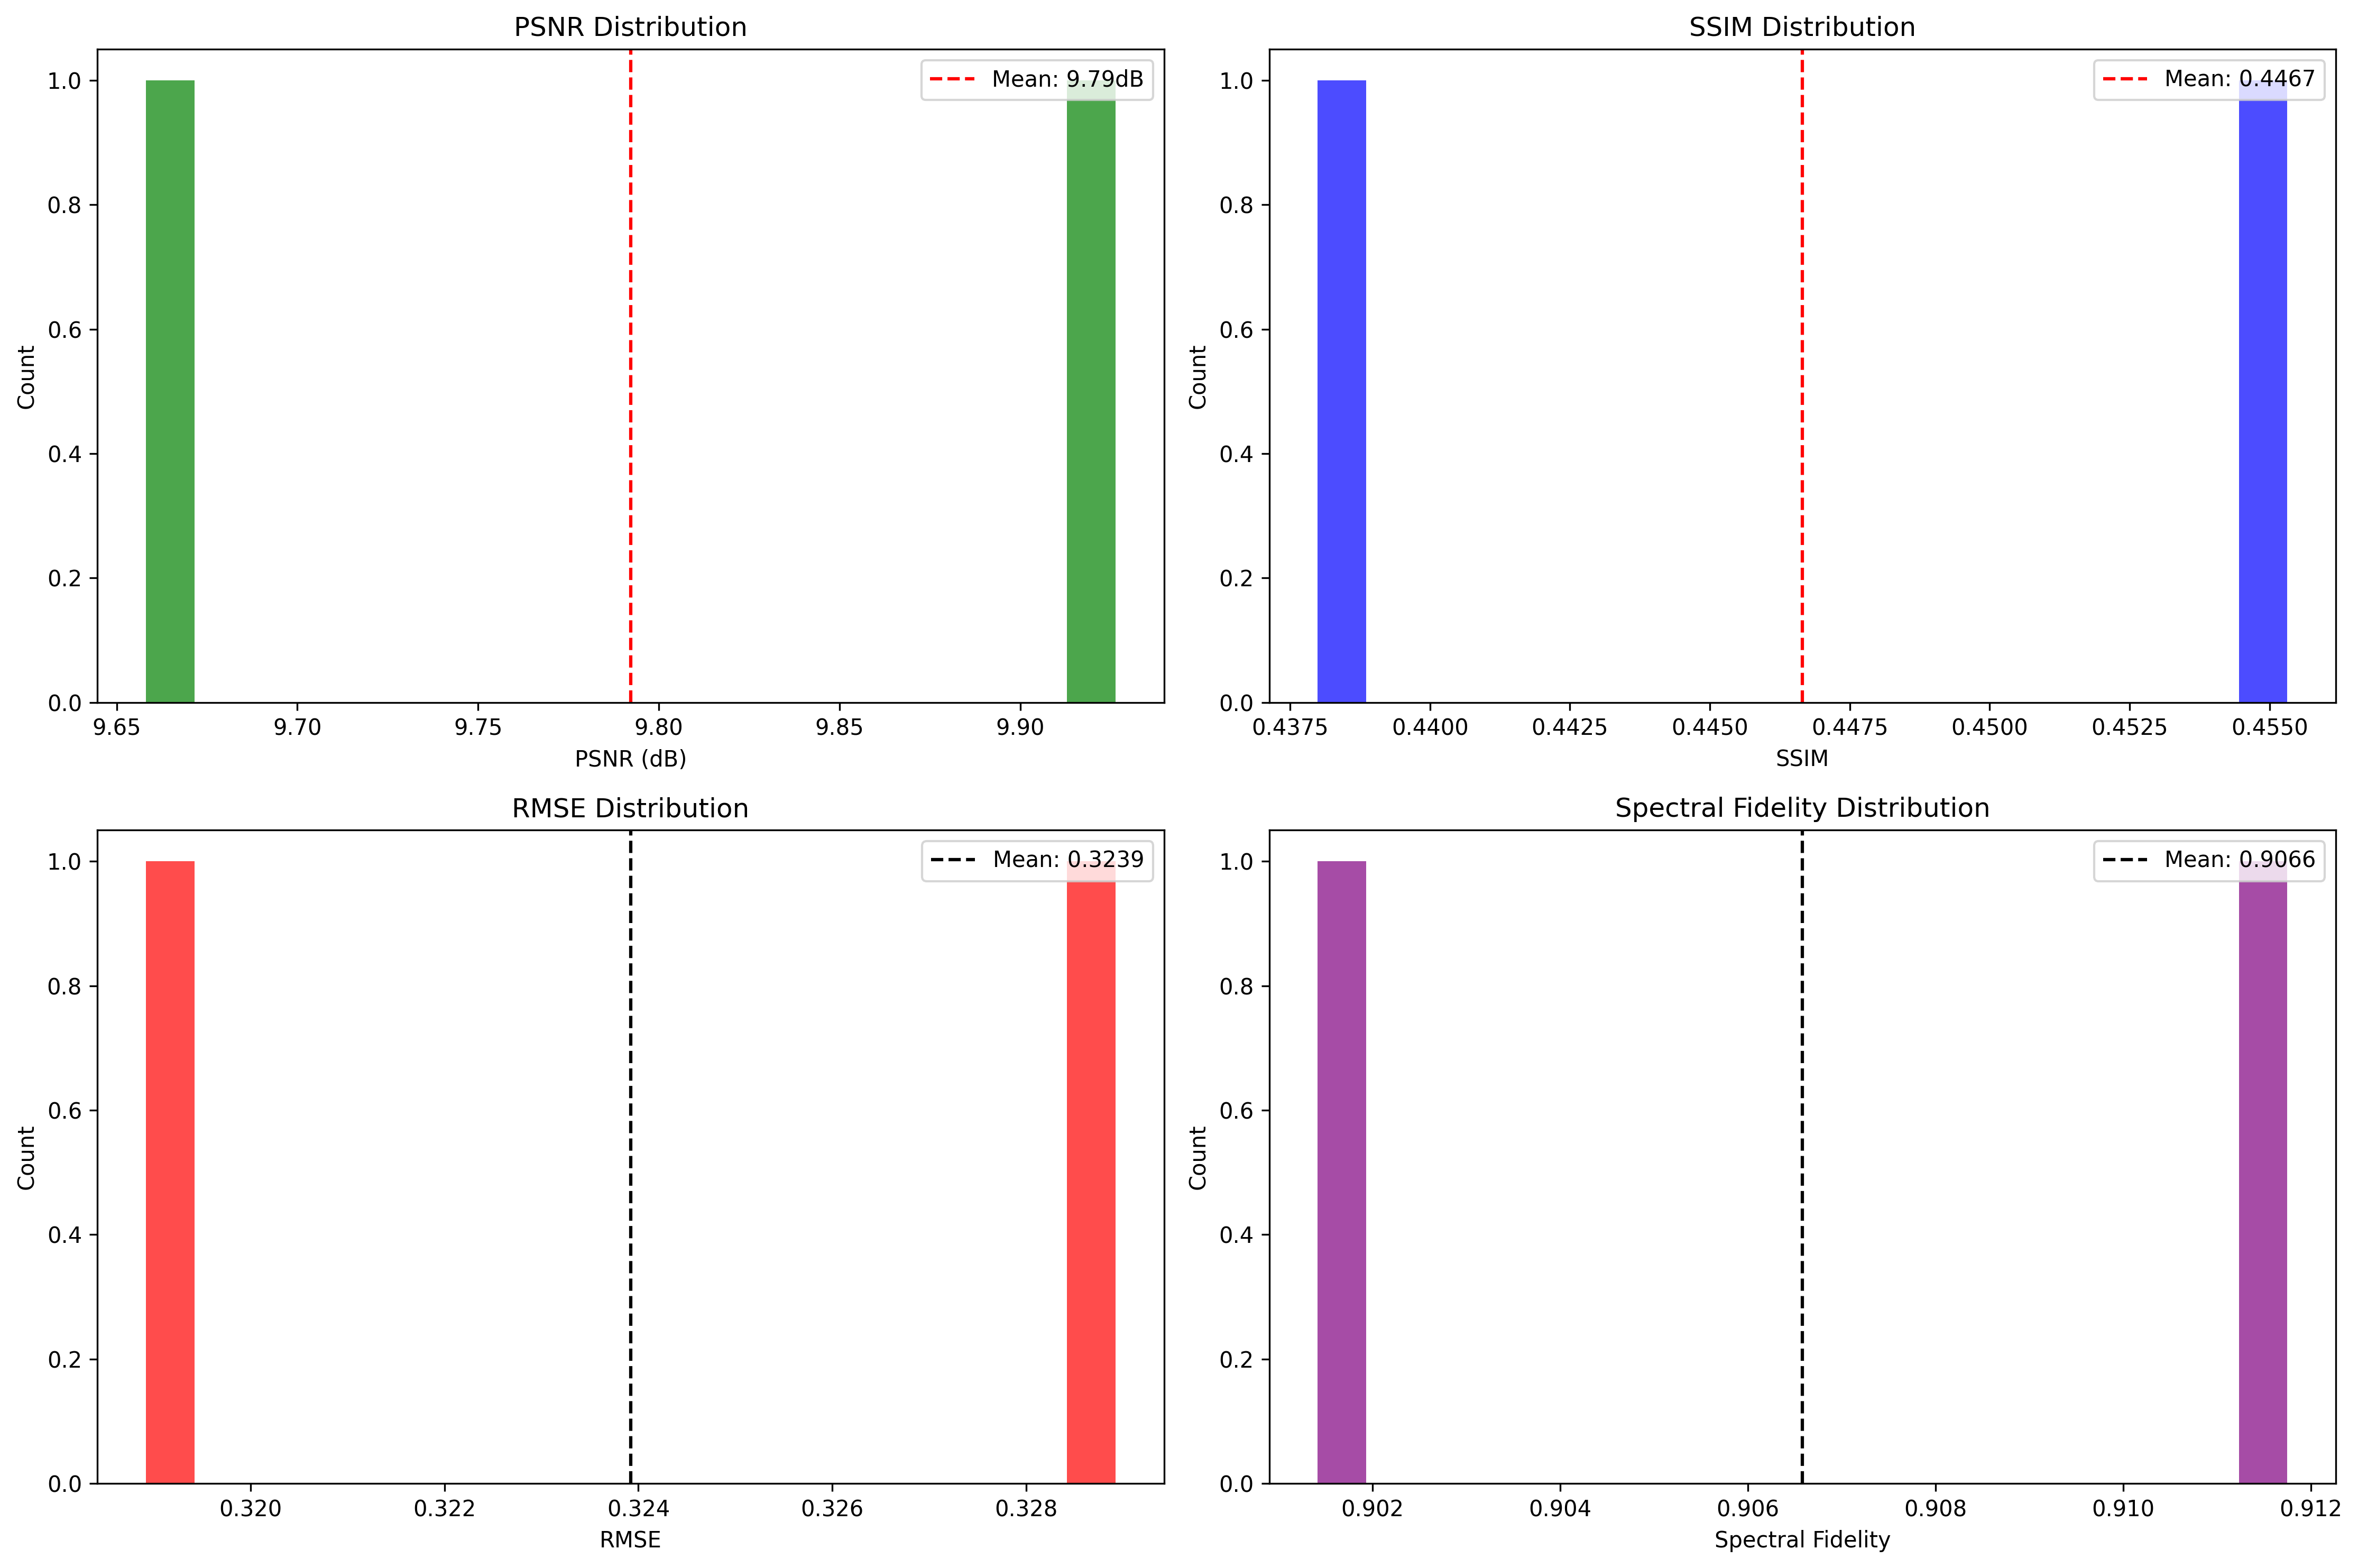 PSNR Distribution
Mean: 9.79dB
Count
1.0
0.8
0.6
0.4
0.2
0.0
9.65 9.70 9.75 9.80 9.85 9.90
PSNR (dB)
SSIM Distribution
Mean: 0.4467
Count
1.0
0.8
0.6
0.4
0.2
0.0
0.4375 0.4400 0.4425 0.4450 0.4475 0.4500 0.4525 0.4550
SSIM
RMSE Distribution
Mean: 0.3239
Count
1.0
0.8
0.6
0.4
0.2
0.0
0.320 0.322 0.324 0.326 0.328
RMSE
Spectral Fidelity Distribution
Mean: 0.9066
Count
1.0
0.8
0.6
0.4
0.2
0.0
0.902 0.904 0.906 0.908 0.910 0.912
Spectral Fidelity